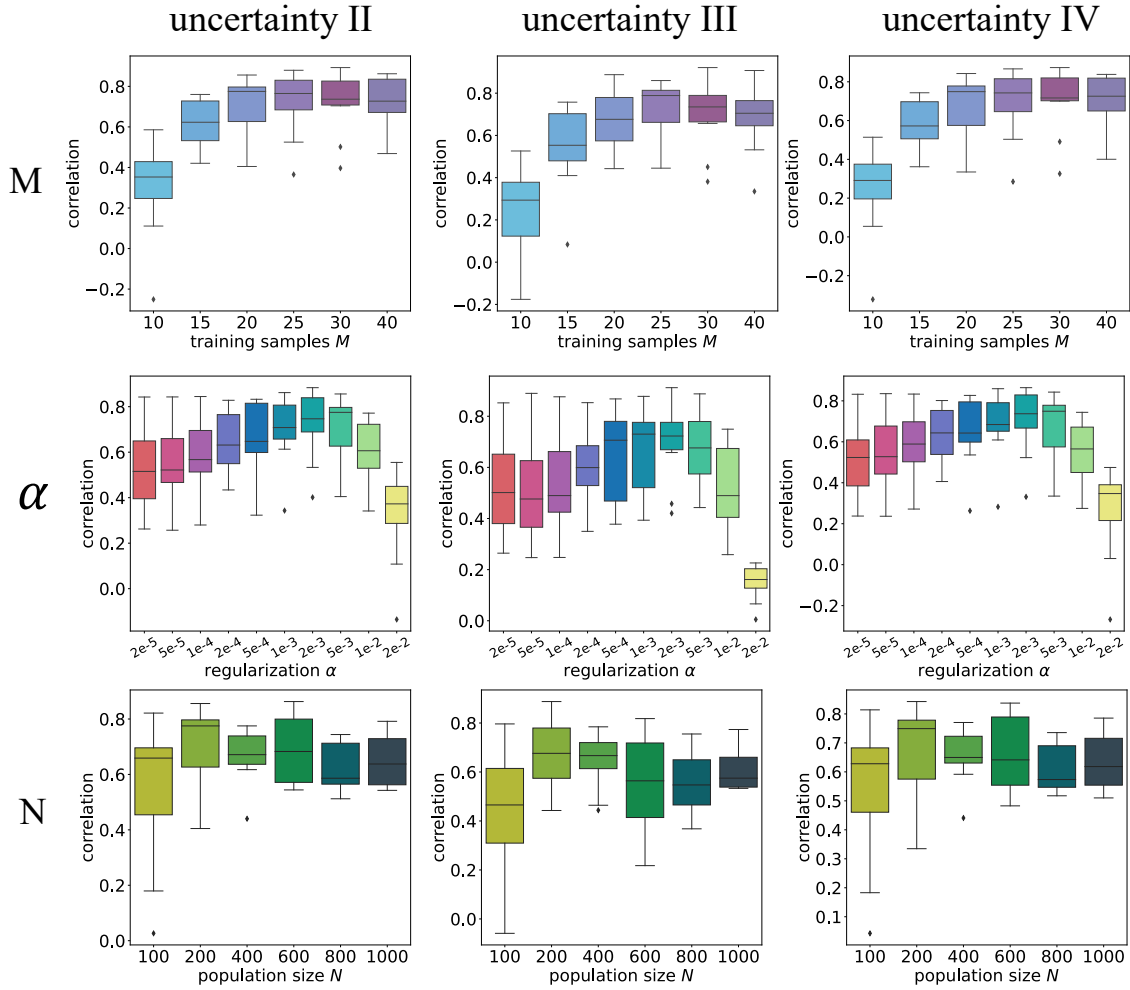 uncertainty II uncertainty III uncertainty IV
M
correlation
0.8
0.6
0.4
0.2
0.0
−0.2
10 15 20 25 30 40
training samples M
correlation
0.8
0.6
0.4
0.2
0.0
−0.2
10 15 20 25 30 40
training samples M
correlation
0.8
0.6
0.4
0.2
0.0
−0.2
10 15 20 25 30 40
training samples M
α
correlation
0.8
0.6
0.4
0.2
0.0
2e-5 5e-5 1e-4 2e-4 5e-4 1e-3 2e-3 5e-3 1e-2 2e-2
regularization α
correlation
0.8
0.6
0.4
0.2
0.0
2e-5 5e-5 1e-4 2e-4 5e-4 1e-3 2e-3 5e-3 1e-2 2e-2
regularization α
correlation
0.8
0.6
0.4
0.2
0.0
−0.2
2e-5 5e-5 1e-4 2e-4 5e-4 1e-3 2e-3 5e-3 1e-2 2e-2
regularization α
N
correlation
0.8
0.6
0.4
0.2
0.0
100 200 400 600 800 1000
population size N
correlation
0.8
0.6
0.4
0.2
0.0
100 200 400 600 800 1000
population size N
correlation
0.8
0.7
0.6
0.5
0.4
0.3
0.2
0.1
100 200 400 600 800 1000
population size N